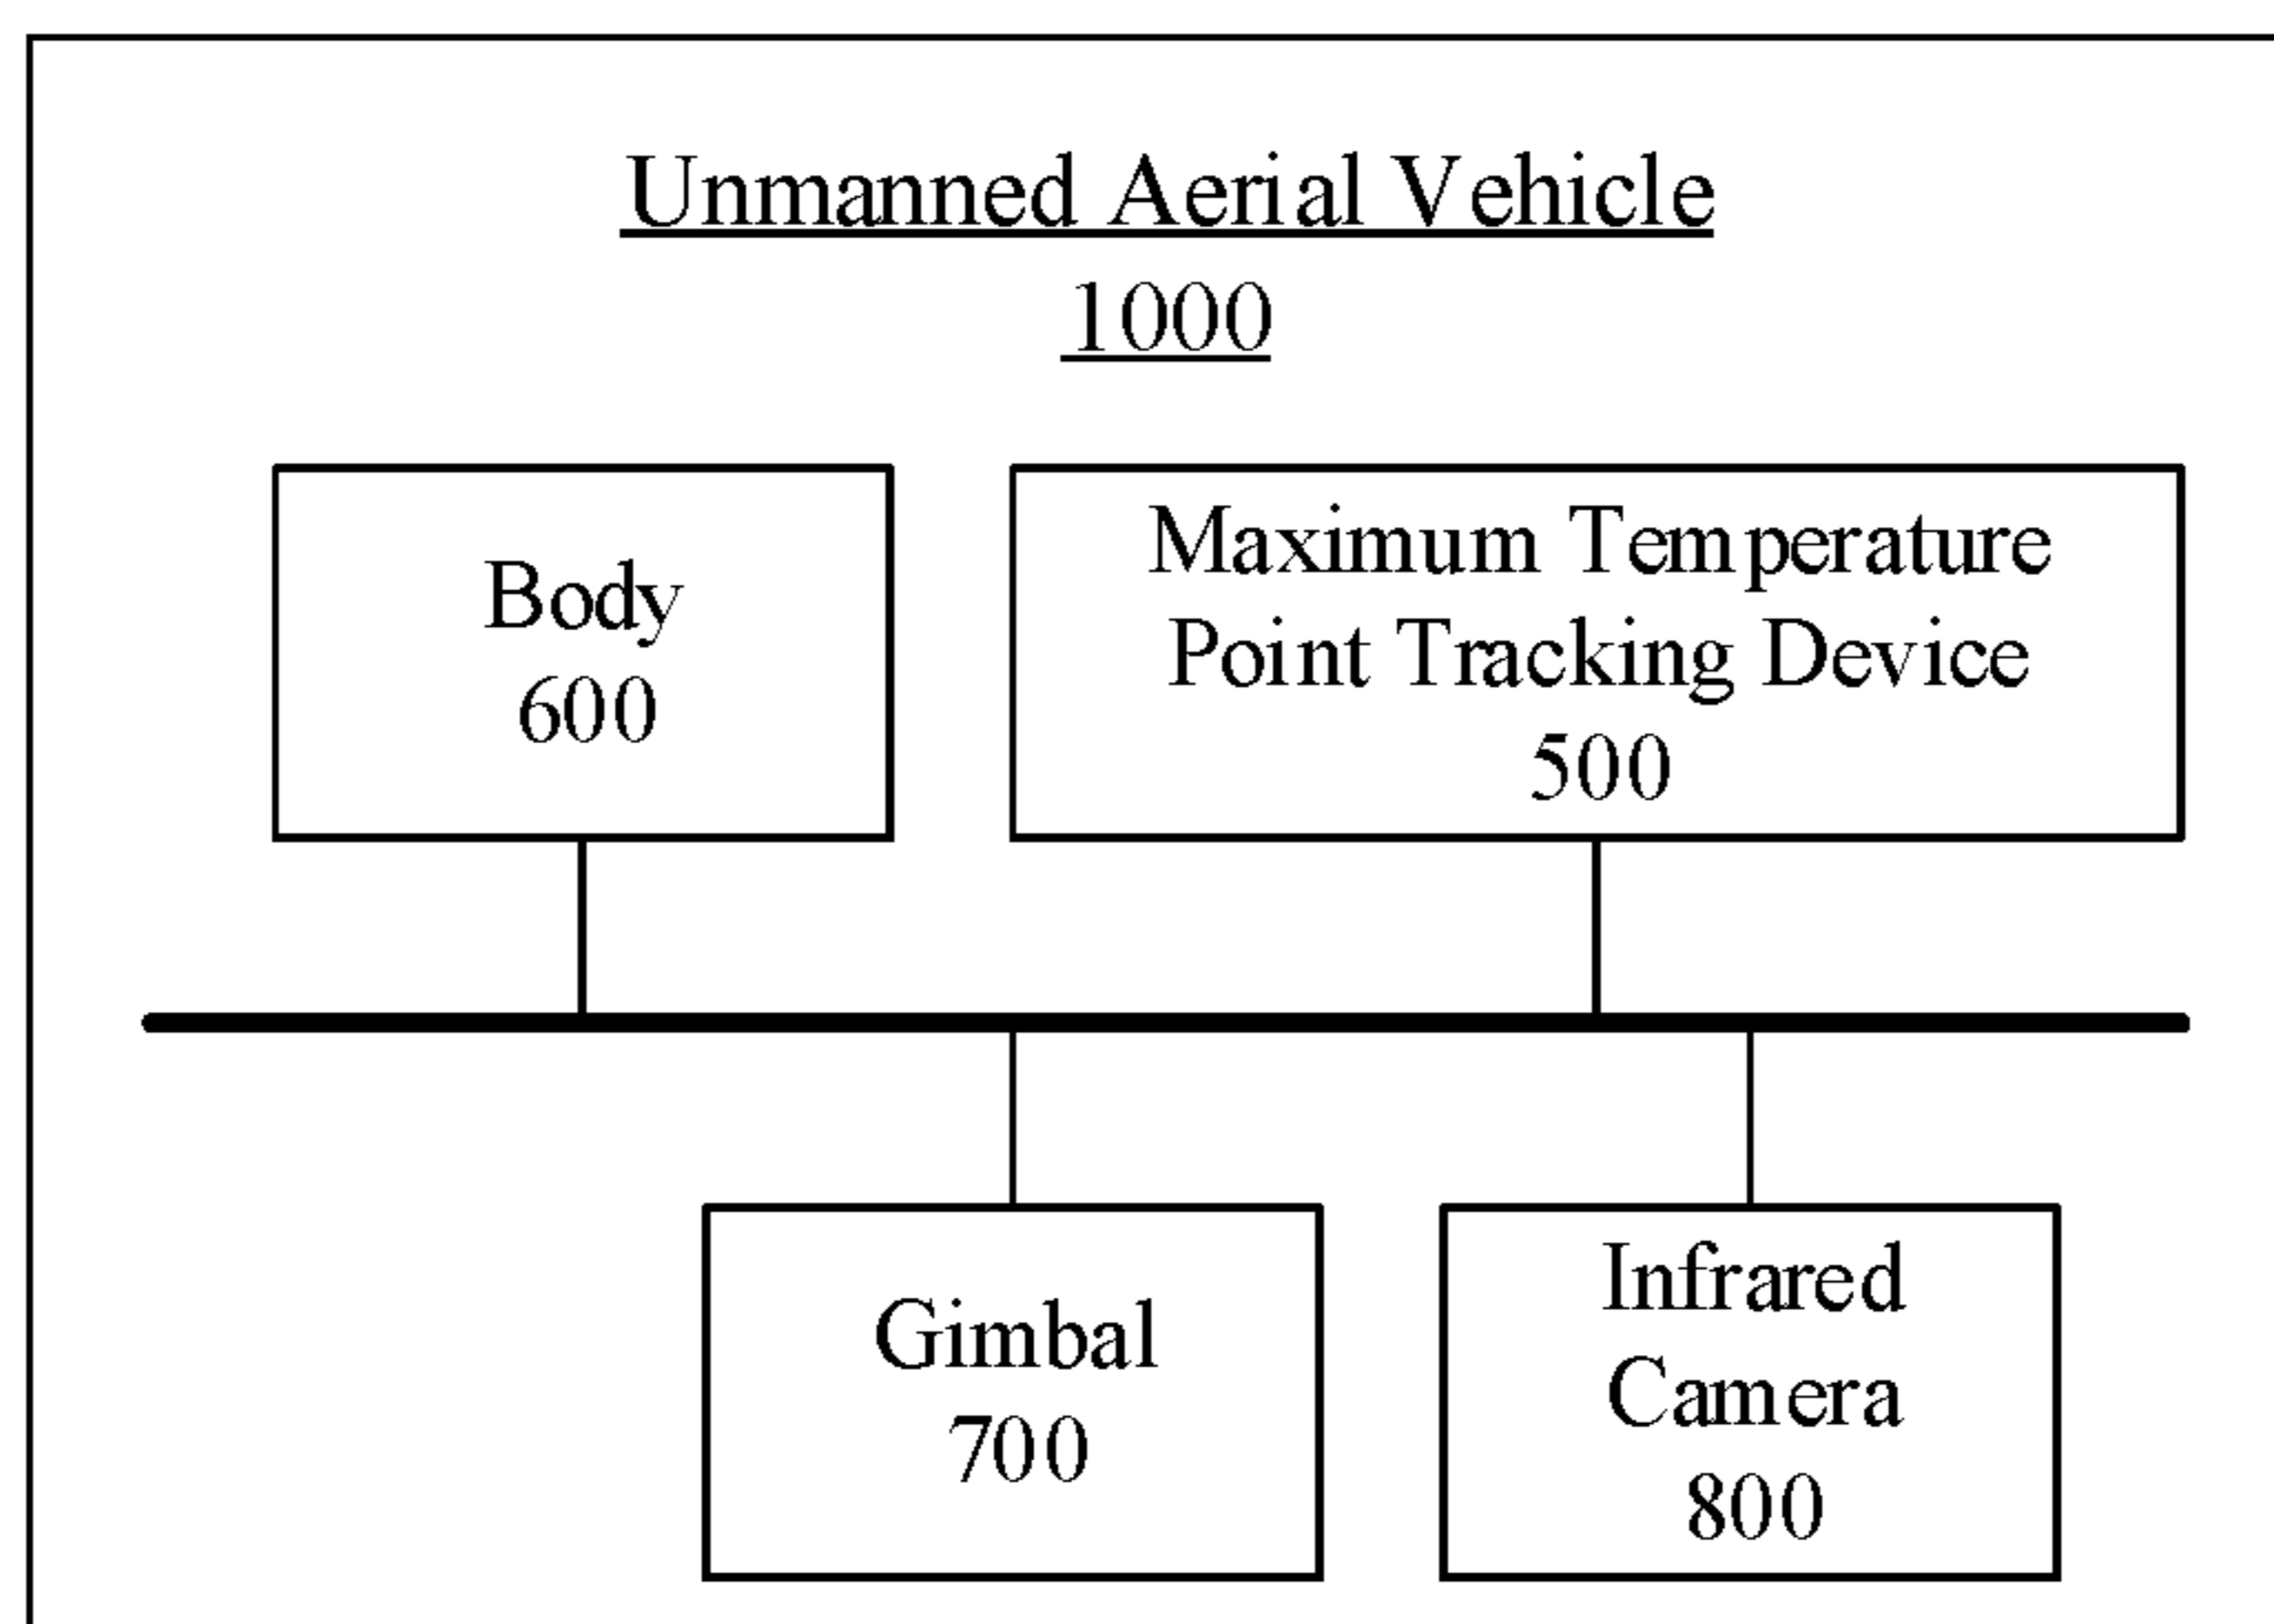 Unmanned Aerial Vehicle
1000
Body
600
Maximum Temperature
Point Tracking Device
500
Gimbal
700
Infrared
Camera
800